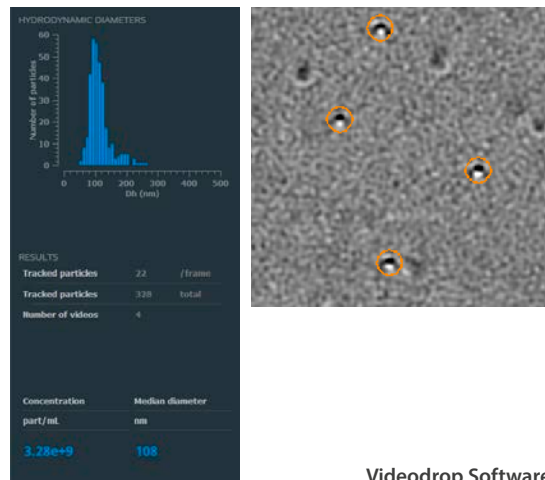 HYDRODYNAMIC DIAMETERS
Number of particles
60
50
40
30
20
10
0
0 100 200 300 400 500
Dh (nm)
RESULTS
Tracked particles 22 /frame
Tracked particles 328 total
Number of videos 4
Concentration Median diameter
part/mL nm
3.28e+9 108
Videodrop Software